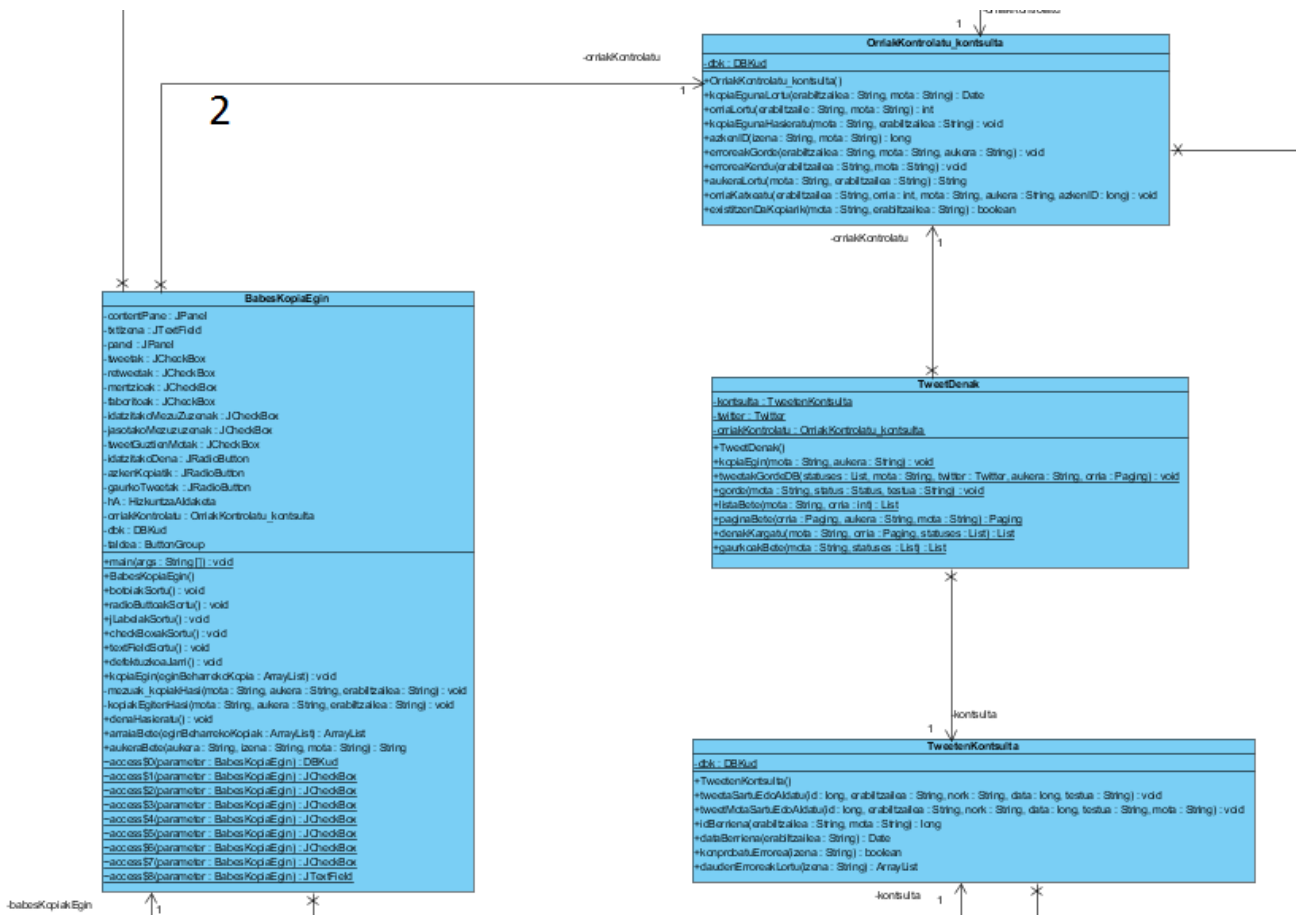 -orriakKontrolatu
1
OrriakKontrolatu_kontsulta
-dbk : DBKud
+OrriakKontrolatu_kontsulta()
+kopiaEgunaLortu(erabiltzailea : String, mota : String) : Date
+orriaLortu(erabiltzaile : String, mota : String) : int
+kopiaEgunaHasieratu(mota : String, erabiltzailea : String) : void
+azkenID(izena : String, mota : String) : long
+erroreakGorde(erabiltzailea : String, mota : String, aukera : String) : void
+erroreaKendu(erabiltzailea : String, mota : String) : void
+aukeraLortu(mota : String, erabiltzailea : String) : String
+orriaKatxeatu(erabiltzailea : String, orria : int, mota : String, aukera : String, azkenID : long) : void
+existitzenDaKopiarik(mota : String, erabiltzailea : String) : boolean
-orriakKontrolatu
1
2
-orriakKontrolatu
1
BabesKopiaEgin
-contentPane : JPanel
-txtIzena : JTextField
-panel : JPanel
-tweetak : JCheckBox
-retweetak : JCheckBox
-mentzioak : JCheckBox
-faboritoak : JCheckBox
-idatzitakoMezuZuzenak : JCheckBox
-jasotakoMezuzuzenak : JCheckBox
-tweetGuztienMotak : JCheckBox
-idatzitakoDena : JRadioButton
-azkenKopiatik : JRadioButton
-gaurkoTweetak : JRadioButton
-hA : HizkuntzaAldaketa
-orriakKontrolatu : OrriakKontrolatu_kontsulta
-dbk : DBKud
-taldea : ButtonGroup
+main(args : String[]) : void
+BabesKopiaEgin()
+botoiakSortu() : void
+radioButtoakSortu() : void
+jLabelakSortu() : void
+checkBoxakSortu() : void
+textFieldSortu() : void
+defektuzkoaJarri() : void
+kopiaEgin(eginBeharrekoKopia : ArrayList) : void
-mezuak_kopiakHasi(mota : String, aukera : String, erabiltzailea : String) : void
-kopiakEgitenHasi(mota : String, aukera : String, erabiltzailea : String) : void
+denaHasieratu() : void
+arraiaBete(eginBeharrekoKopiak : ArrayList) : ArrayList
+aukeraBete(aukera : String, izena : String, mota : String) : String
~access$0(parameter : BabesKopiaEgin) : DBKud
~access$1(parameter : BabesKopiaEgin) : JCheckBox
~access$2(parameter : BabesKopiaEgin) : JCheckBox
~access$3(parameter : BabesKopiaEgin) : JCheckBox
~access$4(parameter : BabesKopiaEgin) : JCheckBox
~access$5(parameter : BabesKopiaEgin) : JCheckBox
~access$6(parameter : BabesKopiaEgin) : JCheckBox
~access$7(parameter : BabesKopiaEgin) : JCheckBox
~access$8(parameter : BabesKopiaEgin) : JTextField
-babesKopiakEgin
1
TweetDenak
-kontsulta : TweetenKontsulta
-twitter : Twitter
-orriakKontrolatu : OrriakKontrolatu_kontsulta
+TweetDenak()
+kopiaEgin(mota : String, aukera : String) : void
+tweetakGordeDB(statuses : List, mota : String, twitter : Twitter, aukera : String, orria : Paging) : void
+gorde(mota : String, status : Status, testua : String) : void
+listaBete(mota : String, orria : int) : List
+paginaBete(orria : Paging, aukera : String, mota : String) : Paging
+denakKargatu(mota : String, orria : Paging, statuses : List) : List
+gaurkoakBete(mota : String, statuses : List) : List
-kontsulta
1
TweetenKontsulta
-dbk : DBKud
+TweetenKontsulta()
+tweetaSartuEdoAldatu(id : long, erabiltzailea : String, nork : String, data : long, testua : String) : void
+tweetMotaSartuEdoAldatu(id : long, erabiltzailea : String, nork : String, data : long, testua : String, mota : String) : void
+idBerriena(erabiltzailea : String, mota : String) : long
+dataBerriena(erabiltzailea : String) : Date
+konprobatuErrorea(izena : String) : boolean
+daudenErroreakLortu(izena : String) : ArrayList
-kontsulta
1